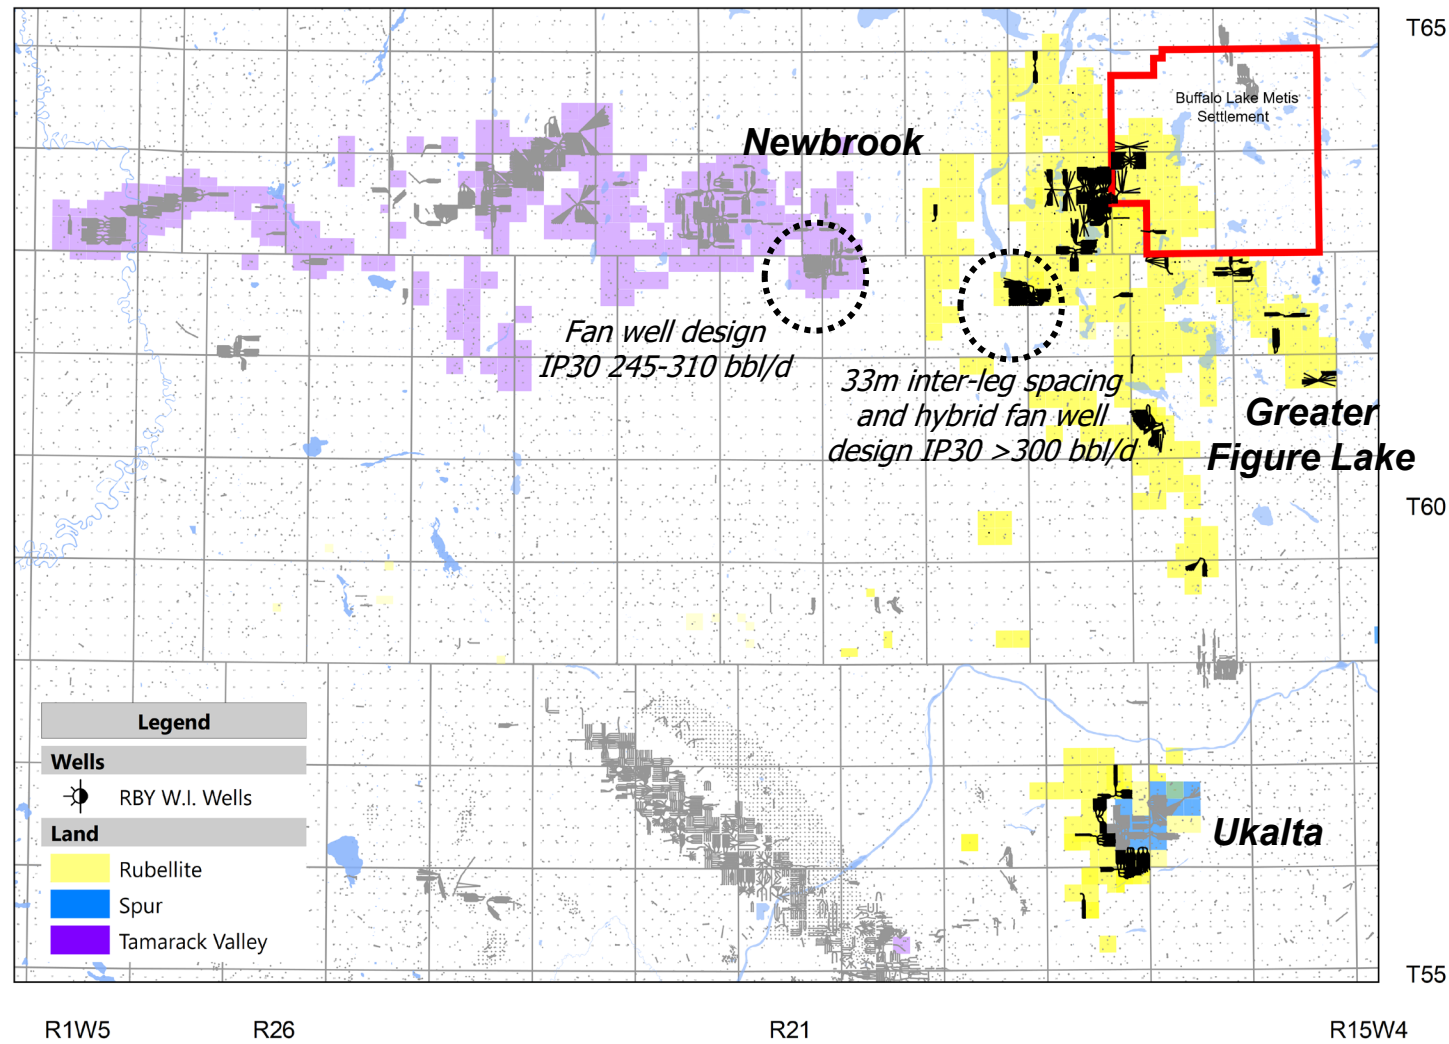 T65
Buffalo Lake Metis
Settlement
Newbrook
Fan well design
IP30 245-310 bbl/d
33m inter-leg spacing
and hybrid fan well
design IP30 >300 bbl/d
Greater
Figure Lake
T60
Legend
Wells
RBY W.I. Wells
Land
Rubellite
Spur
Tamarack Valley
Ukalta
T55
R1W5
R26
R21
R15W4